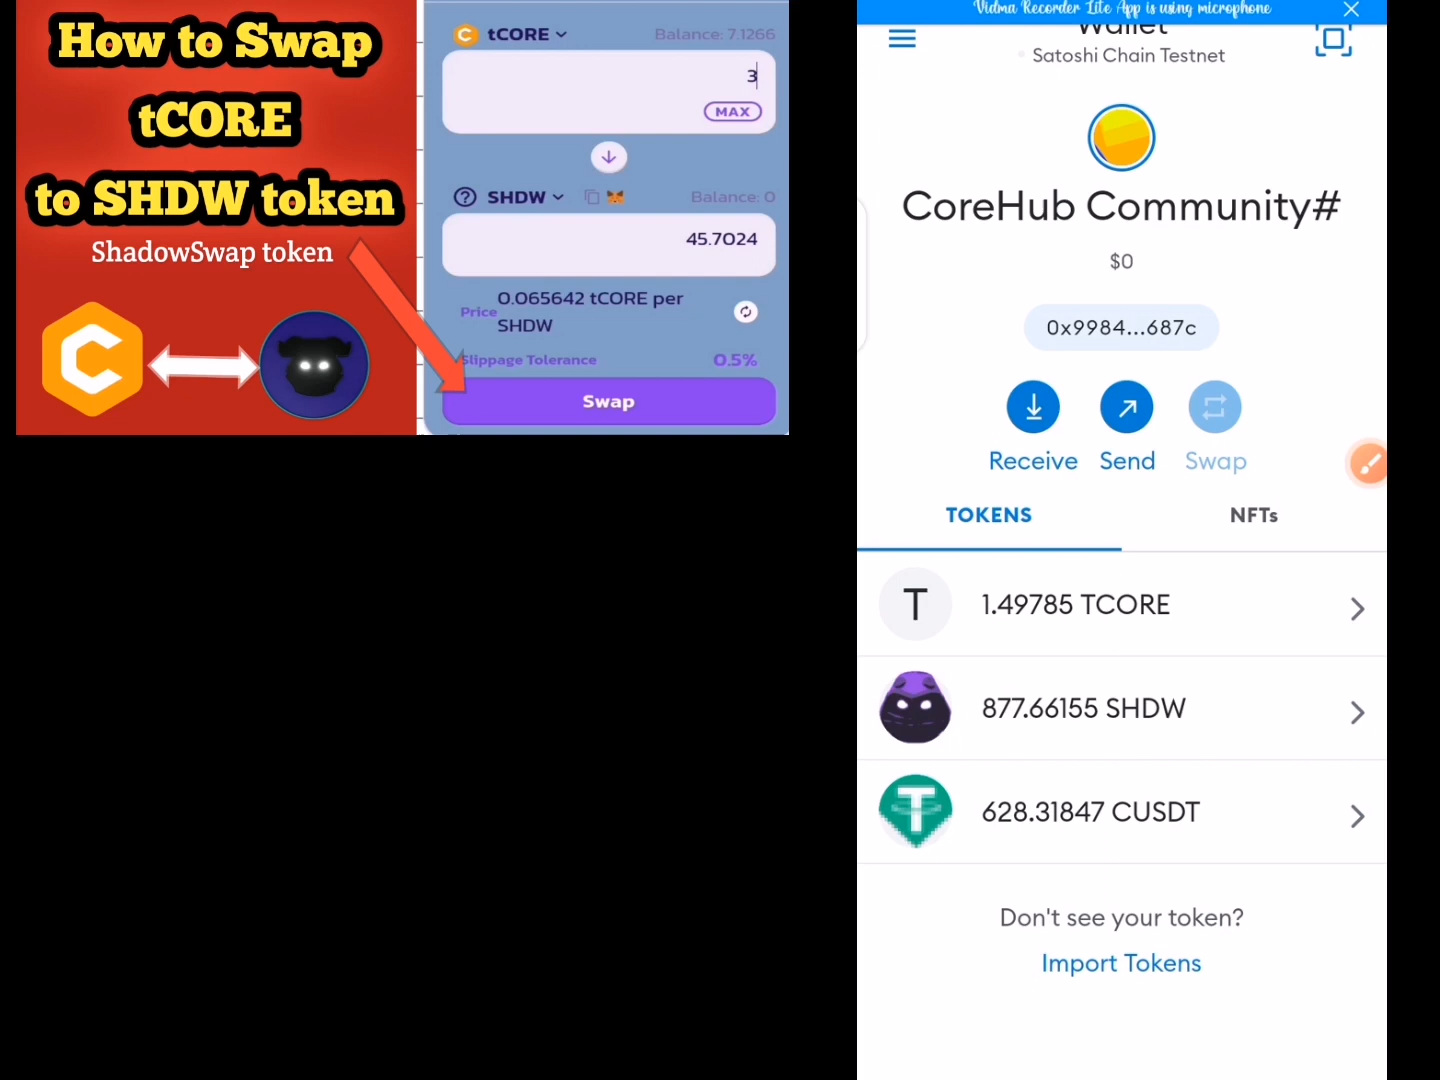 How to Swap
tCORE
to SHDW token
ShadowSwap token
tCORE
Balance: 7.1266
3
MAX
SHDW
Balance: 0
45.7024
Price
0.065642 tCORE per
SHDW
Slippage Tolerance
0.5%
Swap
Vidma Recorder Lite App is using microphone
Wallet
Satoshi Chain Testnet
CoreHub Community#
$0
0x9984...687c
Receive
Send
Swap
TOKENS
NFTs
T
1.49785 TCORE
877.66155 SHDW
628.31847 CUSDT
Don't see your token?
Import Tokens